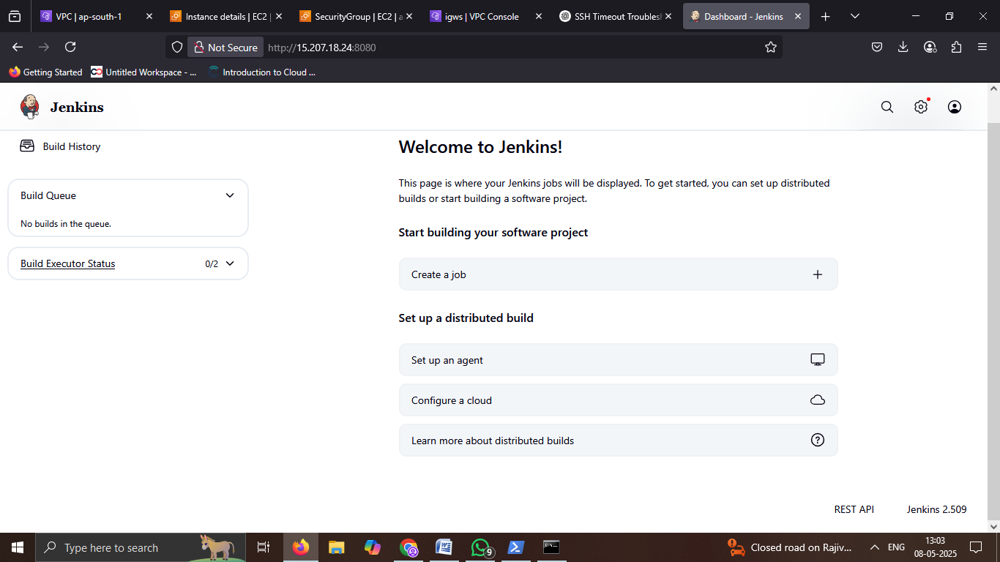 VPC | ap-south-1
Instance details | EC2 |
SecurityGroup | EC2 | a
igws | VPC Console
SSH Timeout Troubles
Dashboard - Jenkins
Not Secure
http://15.207.18.24:8080
Getting Started
Untitled Workspace - ...
Introduction to Cloud ...
Jenkins
Build History
Welcome to Jenkins!
This page is where your Jenkins jobs will be displayed. To get started, you can set up distributed
builds or start building a software project.
Build Queue
No builds in the queue.
Start building your software project
Build Executor Status
0/2
Create a job
Set up a distributed build
Set up an agent
Configure a cloud
Learn more about distributed builds
REST API
Jenkins 2.509
Type here to search
9
Closed road on Rajiv...
ENG
13:03
08-05-2025